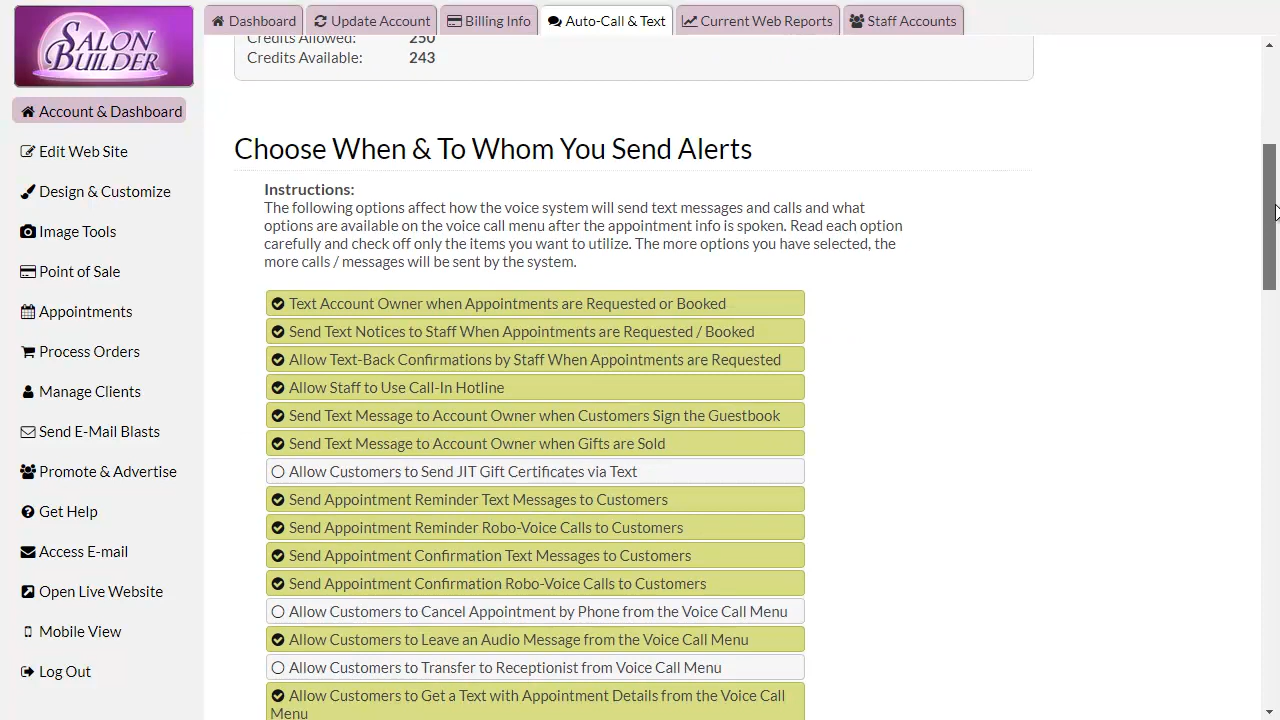 SALON
BUILDER
Dashboard
Update Account
Billing Info
Auto-Call & Text
Current Web Reports
Staff Accounts
Account & Dashboard
Edit Web Site
Design & Customize
Image Tools
Point of Sale
Appointments
Process Orders
Manage Clients
Send E-Mail Blasts
Promote & Advertise
Get Help
Access E-mail
Open Live Website
Mobile View
Log Out
Credits Allowed: 250
Credits Available: 243
Choose When & To Whom You Send Alerts
Instructions:
The following options affect how the voice system will send text messages and calls and what
options are available on the voice call menu after the appointment info is spoken. Read each option
carefully and check off only the items you want to utilize. The more options you have selected, the
more calls / messages will be sent by the system.
Text Account Owner when Appointments are Requested or Booked
Send Text Notices to Staff When Appointments are Requested / Booked
Allow Text-Back Confirmations by Staff When Appointments are Requested
Allow Staff to Use Call-In Hotline
Send Text Message to Account Owner when Customers Sign the Guestbook
Send Text Message to Account Owner when Gifts are Sold
Allow Customers to Send JIT Gift Certificates via Text
Send Appointment Reminder Text Messages to Customers
Send Appointment Reminder Robo-Voice Calls to Customers
Send Appointment Confirmation Text Messages to Customers
Send Appointment Confirmation Robo-Voice Calls to Customers
Allow Customers to Cancel Appointment by Phone from the Voice Call Menu
Allow Customers to Leave an Audio Message from the Voice Call Menu
Allow Customers to Transfer to Receptionist from Voice Call Menu
Allow Customers to Get a Text with Appointment Details from the Voice Call
Menu